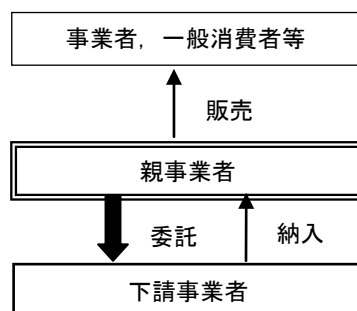 事業者，一般消費者等
販売
親事業者
委託
納入
下請事業者